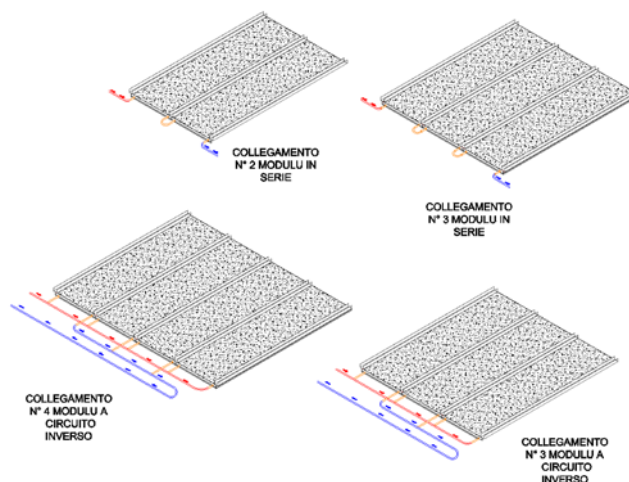 COLLEGAMENTO
N° 2 MODULU IN
SERIE
COLLEGAMENTO
N° 3 MODULU IN
SERIE
COLLEGAMENTO
N° 4 MODULU A
CIRCUITO
INVERSO
COLLEGAMENTO
N° 3 MODULU A
CIRCUITO
INVERSO